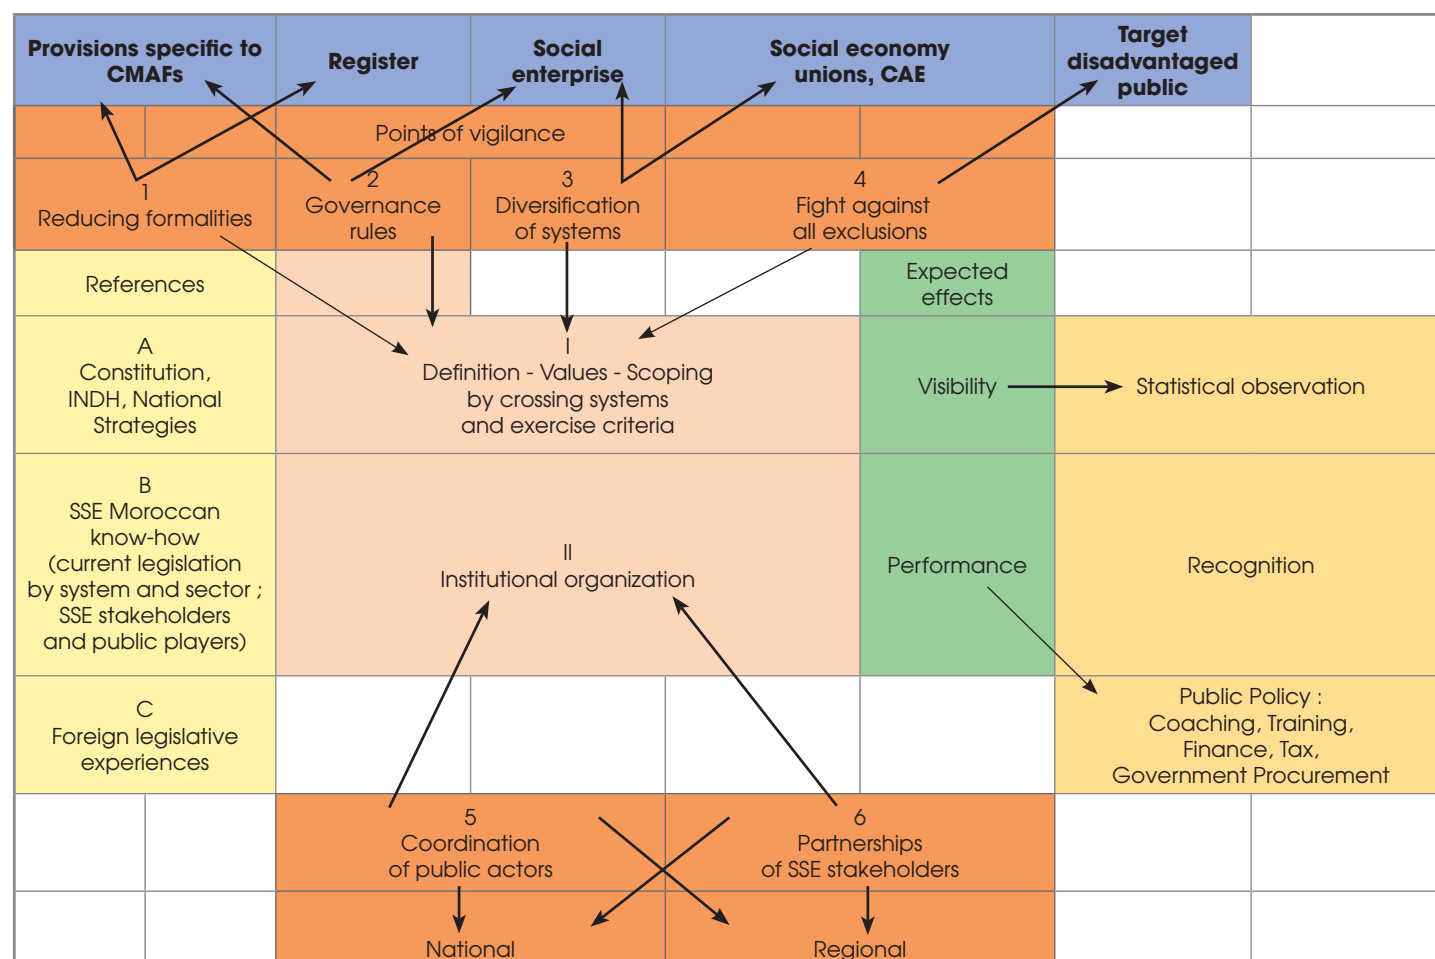 Provisions specific to
CMAFs
Register
Social
enterprise
Social economy
unions, CAE
Target
disadvantaged
public
Points of vigilance
1
Reducing formalities
2
Governance
rules
3
Diversification
of systems
4
Fight against
all exclusions
References
Expected
effects
A
Constitution,
INDH, National
Strategies
I
Definition - Values - Scoping
by crossing systems
and exercise criteria
Visibility
Statistical observation
B
SSE Moroccan
know-how
(current legislation
by system and sector ;
SSE stakeholders
and public players)
II
Institutional organization
Performance
Recognition
C
Foreign legislative
experiences
Public Policy :
Coaching, Training,
Finance, Tax,
Government Procurement
5
Coordination
of public actors
6
Partnerships
of SSE stakeholders
National
Regional